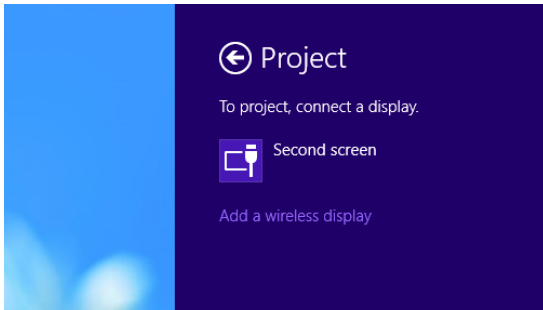 Project
To project, connect a display.
Second screen
Add a wireless display